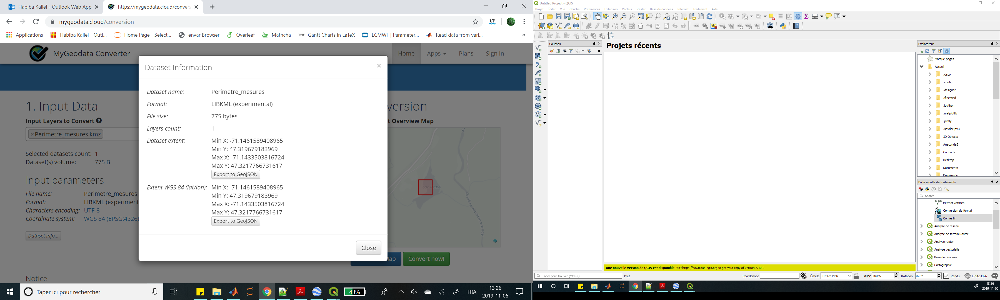 Habiba Kallel - Outlook Web App
https://mygeodata.cloud/convers
mygeodata.cloud/conversion
Applications
Habiba Kallel - Outl...
Home Page - Select...
envar Browser
Overleaf
Mathcha
Gantt Charts in LaTeX
ECMWF | Parameter...
Read data from vari...
»
MyGeodata Converter
Home
Apps
Plans
Sign In
Dataset Information
×
Dataset name: Perimetre_mesures
Format: LIBKML (experimental)
File size: 775 bytes
Layers count: 1
Dataset extent: Min X: -71.1461589408965
Min Y: 47.319679183969
Max X: -71.1433503816724
Max Y: 47.3217766731617
Export to GeoJSON
Extent WGS 84 (lat/lon): Min X: -71.1461589408965
Min Y: 47.319679183969
Max X: -71.1433503816724
Max Y: 47.3217766731617
Export to GeoJSON
Close
1. Input Data
Input Layers to Convert
× Perimetre_mesures.kmz
Selected datasets count: 1
Dataset(s) volume: 775 B
Input parameters
File name: Perimetre_mesures
Format: LIBKML (experiment
Characters encoding: UTF-8
Coordinate system: WGS 84 (EPSG:4326)
Dataset info...
Notice
version
t Overview Map
Lac Piché
Rivière-Montmorency
ap
Convert now!
Taper ici pour rechercher
43%
FRA
13:26
2019-11-06
Untitled Project - QGIS
Projet Éditer Vue Couche Préférences Extension Vecteur Raster Base de données Internet Traitement Aide
Couches
»
Projets récents
Explorateur
Marque-pages
Accueil
.cisco
.config
.designer
.freemind
.ipython
.matplotlib
.plotly
.spyder-py3
3D Objects
Anaconda3
Contacts
Desktop
Documents
Downloads
Boite à outils de traitements
Search...
Extract vertices
Conversion de format
Convertir
Analyse de réseau
Analyse de terrain Raster
Analyse raster
Analyse vectorielle
Base de données
Cartographie
Une nouvelle version de QGIS est disponible: Visit https://download.qgis.org to get your copy of version 3.10.0
Taper pour trouver (Ctrl+K)
Prêt
Coordonnée
Échelle 1:44781436
Loupe 100%
Rotation 0,0 °
Rendu
EPSG:4326
13:26
2019-11-06